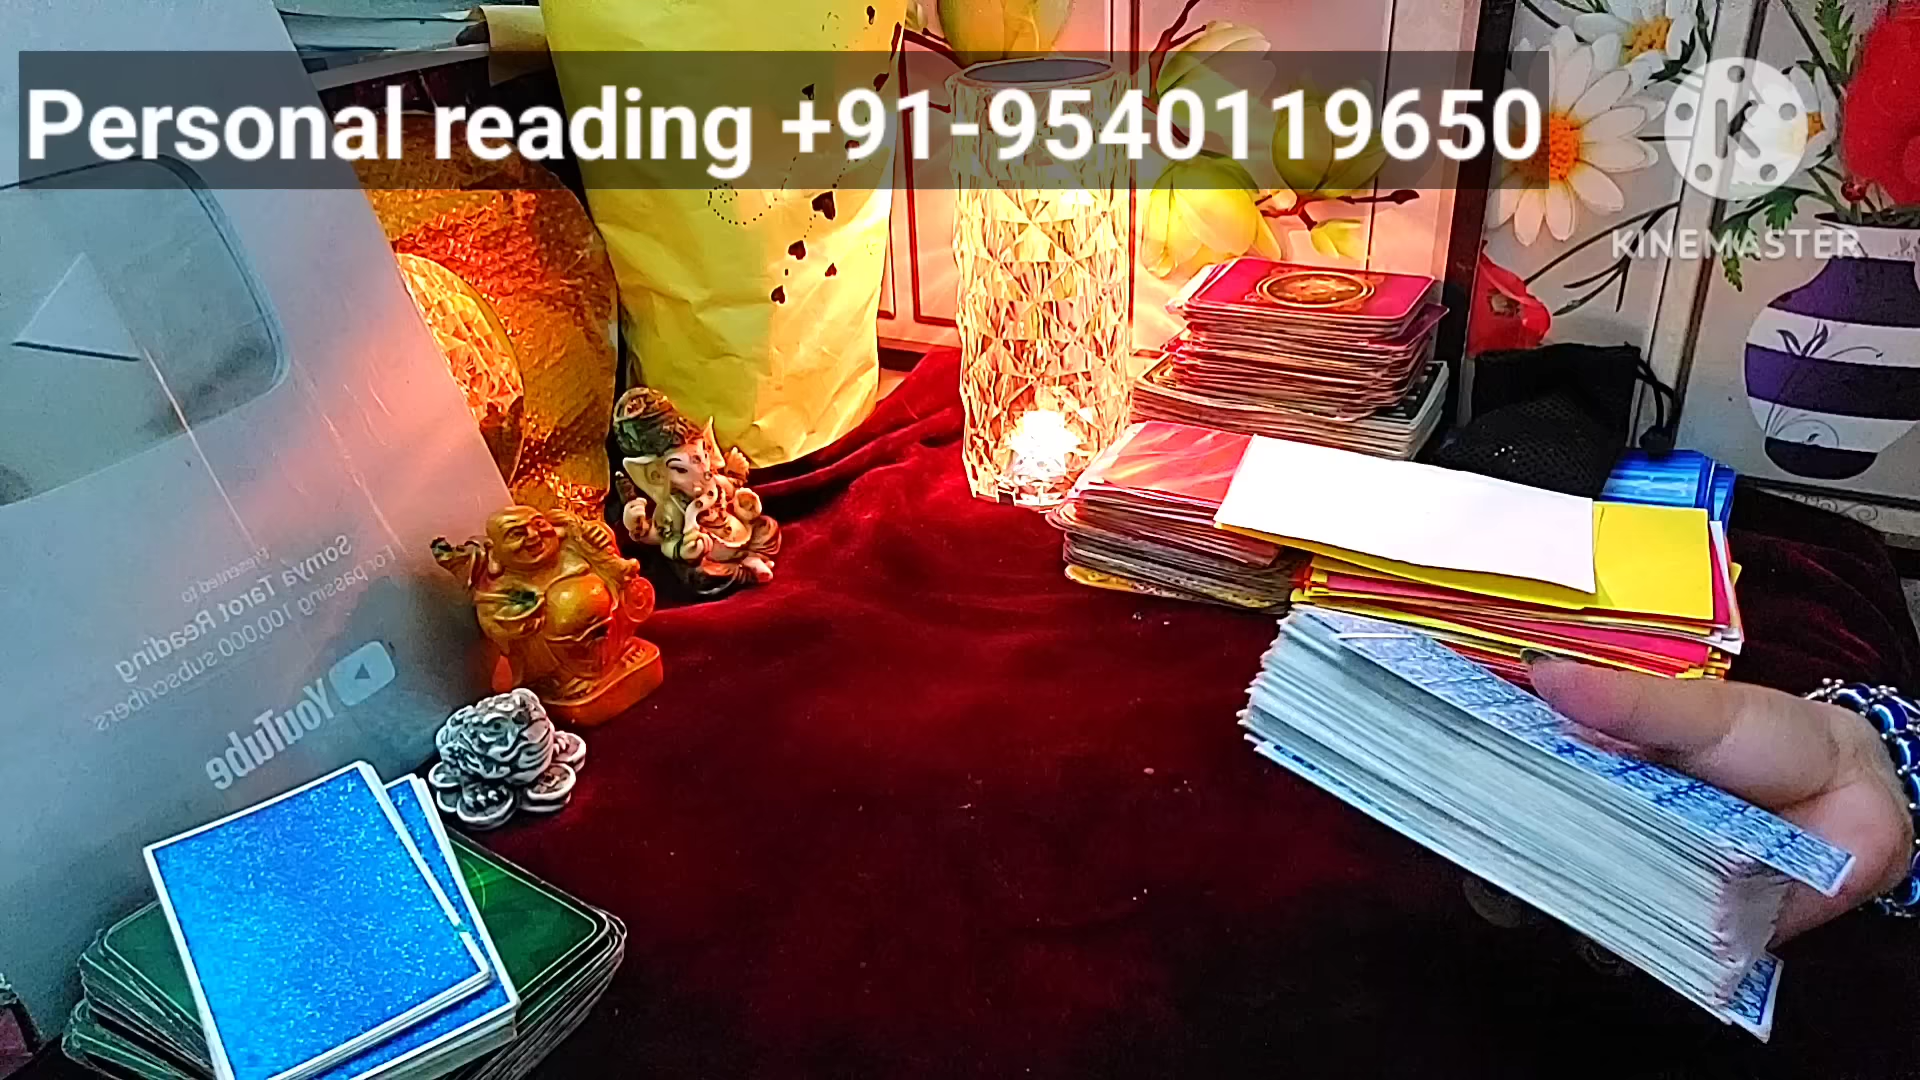 Personal reading +91-9540119650
K
KINEMASTER
Presented to
Somya Tarot Reading
For passing 100,000 subscribers
YouTube